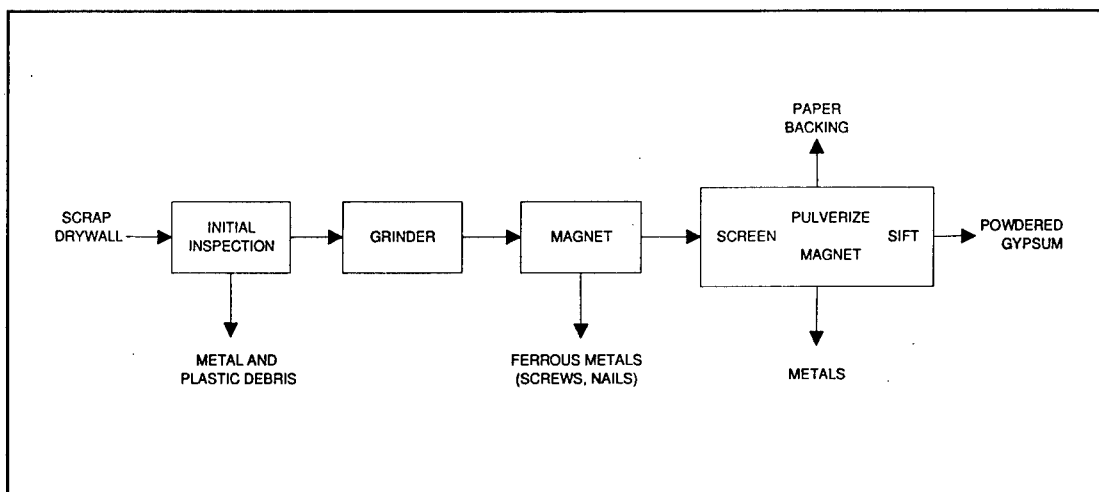 PAPER
BACKING
SCRAP
DRYWALL
INITIAL
INSPECTION
GRINDER
MAGNET
SCREEN
PULVERIZE
MAGNET
SIFT
POWDERED
GYPSUM
METAL AND
PLASTIC DEBRIS
FERROUS METALS
(SCREWS, NAILS)
METALS